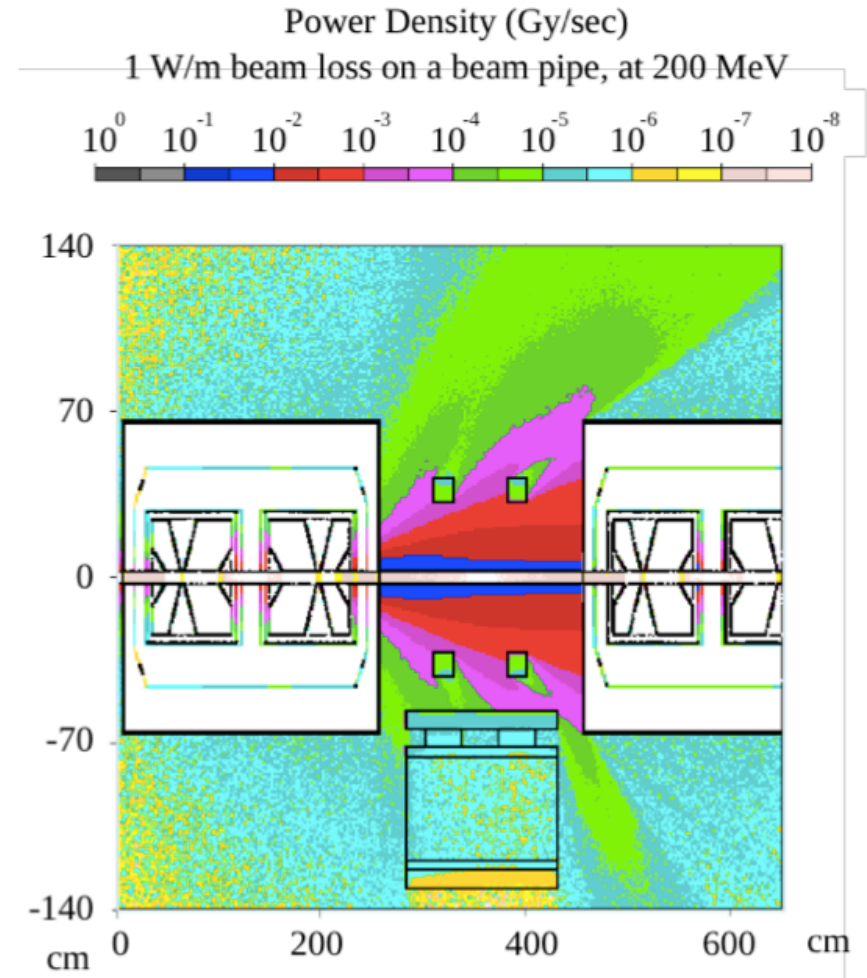 Power Density (Gy/sec)
1 W/m beam loss on a beam pipe, at 200 MeV
10⁰ 10⁻¹ 10⁻² 10⁻³ 10⁻⁴ 10⁻⁵ 10⁻⁶ 10⁻⁷ 10⁻⁸
140
70
0
-70
-140
cm 0 200 400 600 cm